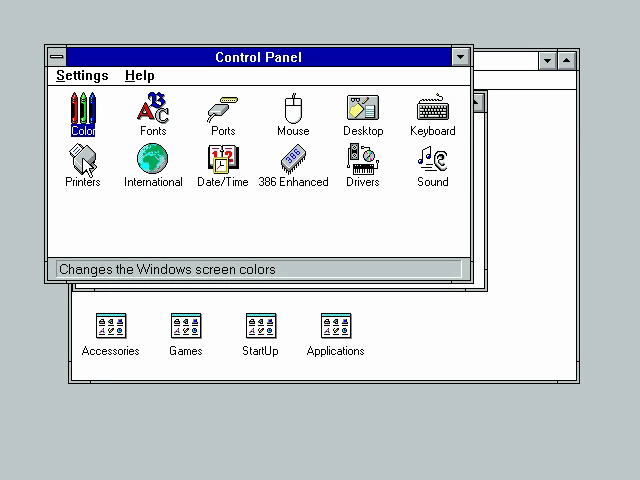 Control Panel
Settings Help
Color Fonts Ports Mouse Desktop Keyboard
Printers International Date/Time 386 Enhanced Drivers Sound
Changes the Windows screen colors
Accessories Games StartUp Applications